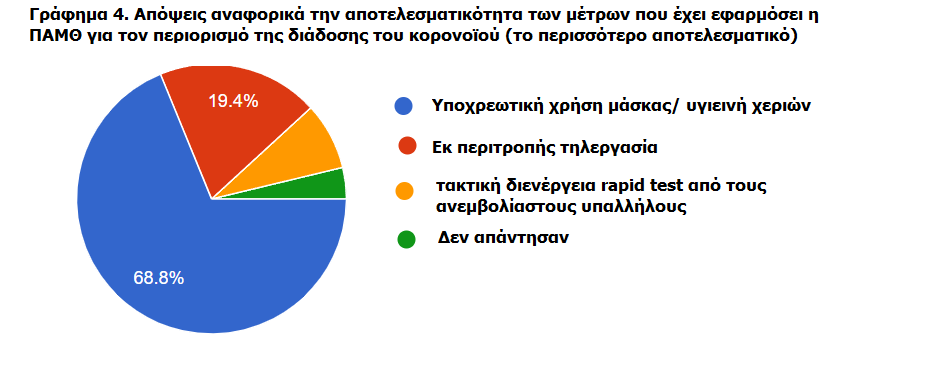 Γράφημα 4. Απόψεις αναφορικά την αποτελεσματικότητα των μέτρων που έχει εφαρμόσει η
ΠΑΜΘ για τον περιορισμό της διάδοσης του κορονοϊού (το περισσότερο αποτελεσματικό)
19.4%
68.8%
Υποχρεωτική χρήση μάσκας/ υγιεινή χεριών
Εκ περιτροπής τηλεργασία
τακτική διενέργεια rapid test από τους
ανεμβολίαστους υπαλλήλους
Δεν απάντησαν